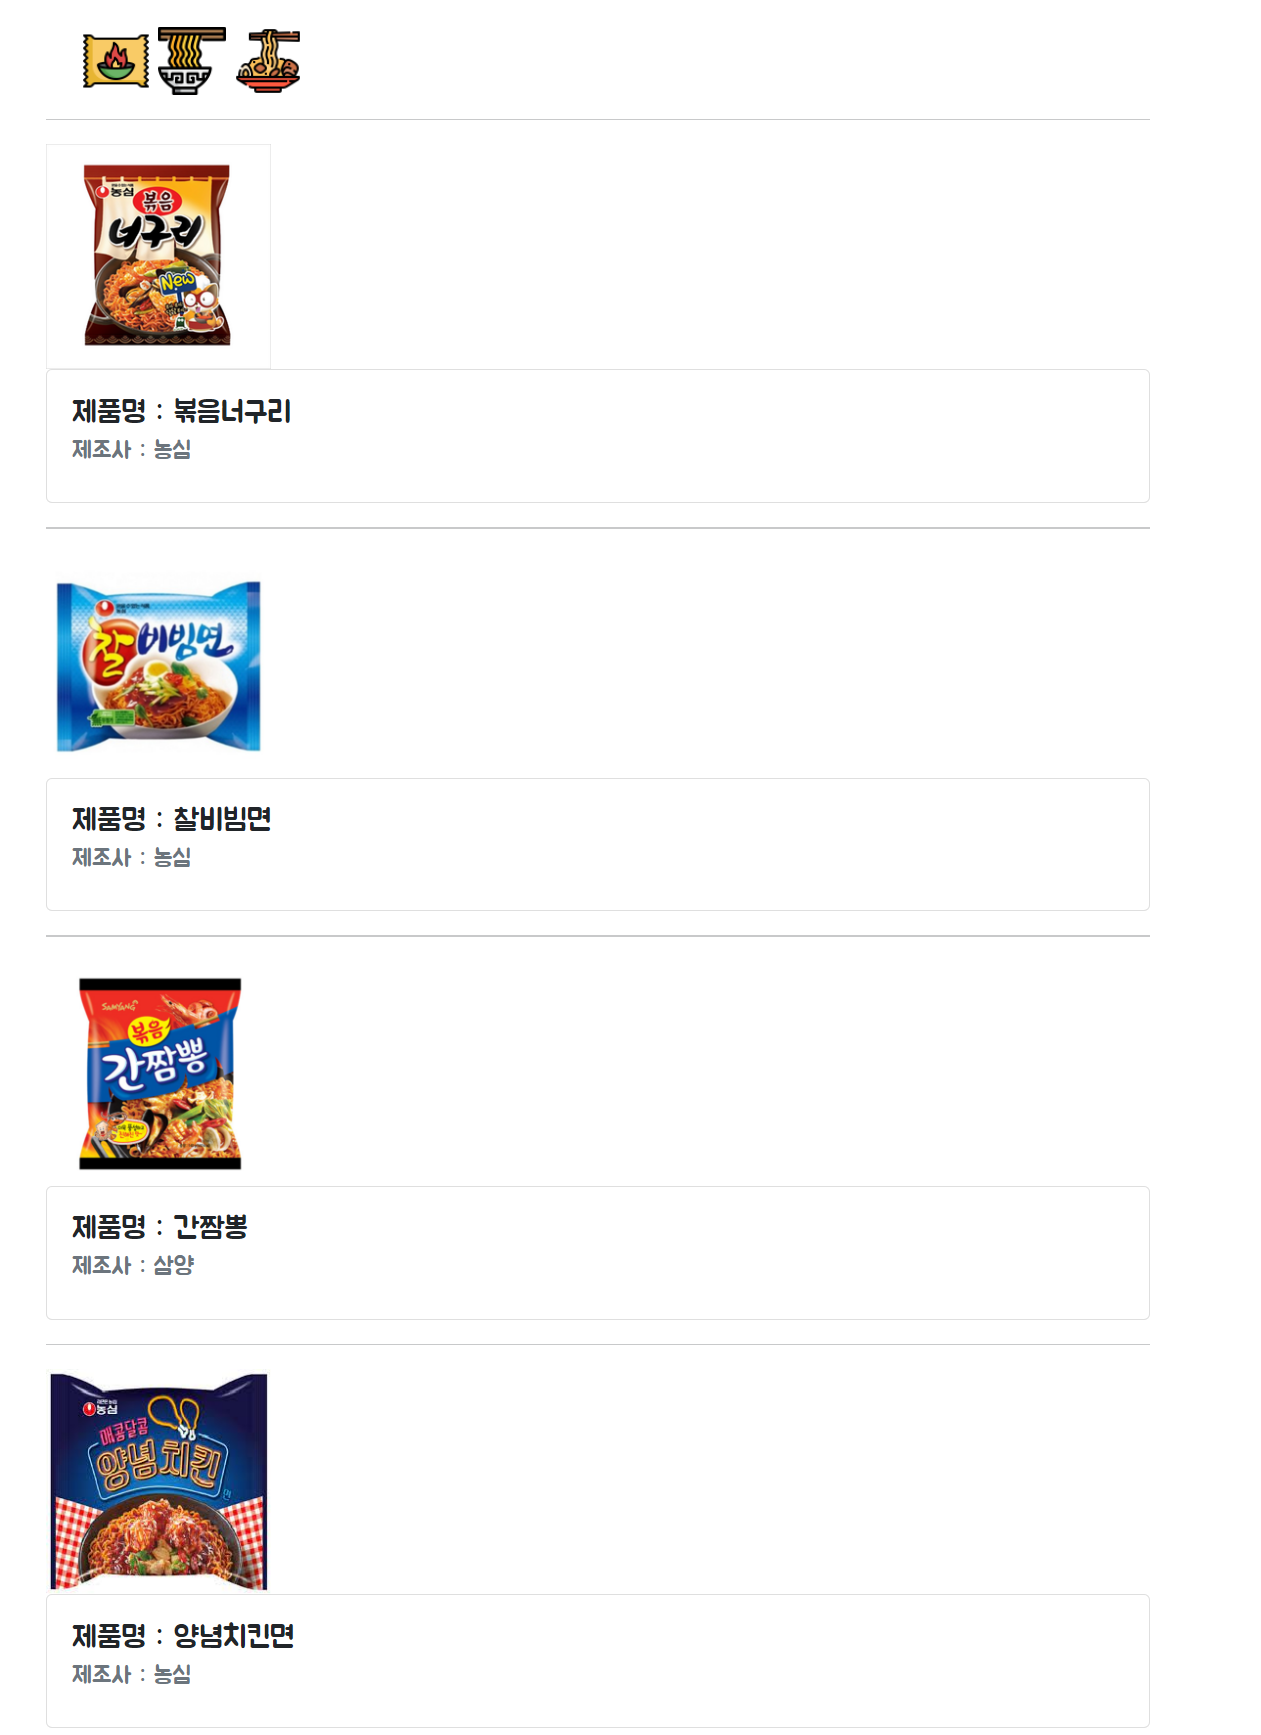 농심
볶음
너구리
New
제품명 : 볶음너구리
제조사 : 농심
찰비빔면
제품명 : 찰비빔면
제조사 : 농심
SAMYANG
볶음
간짬뽕
제품명 : 간짬뽕
제조사 : 삼양
농심
매콤달콤
양념치킨
면
제품명 : 양념치킨면
제조사 : 농심